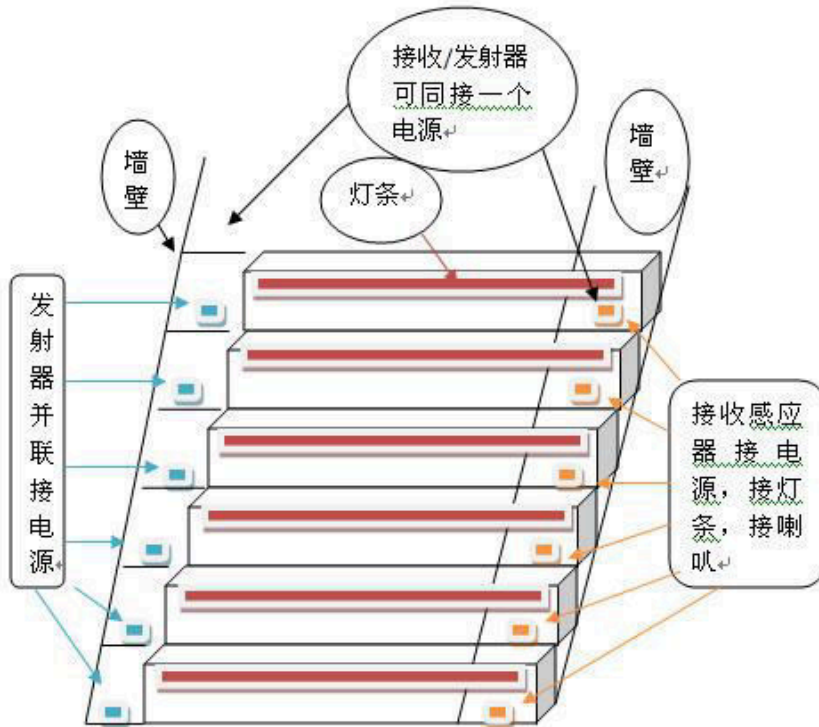 接收/发射器
可同接一个
电源
墙
壁
墙
壁
灯条
发
射
器
并
联
接
电
源
接收感应
器接电
源，接灯
条，接喇
叭